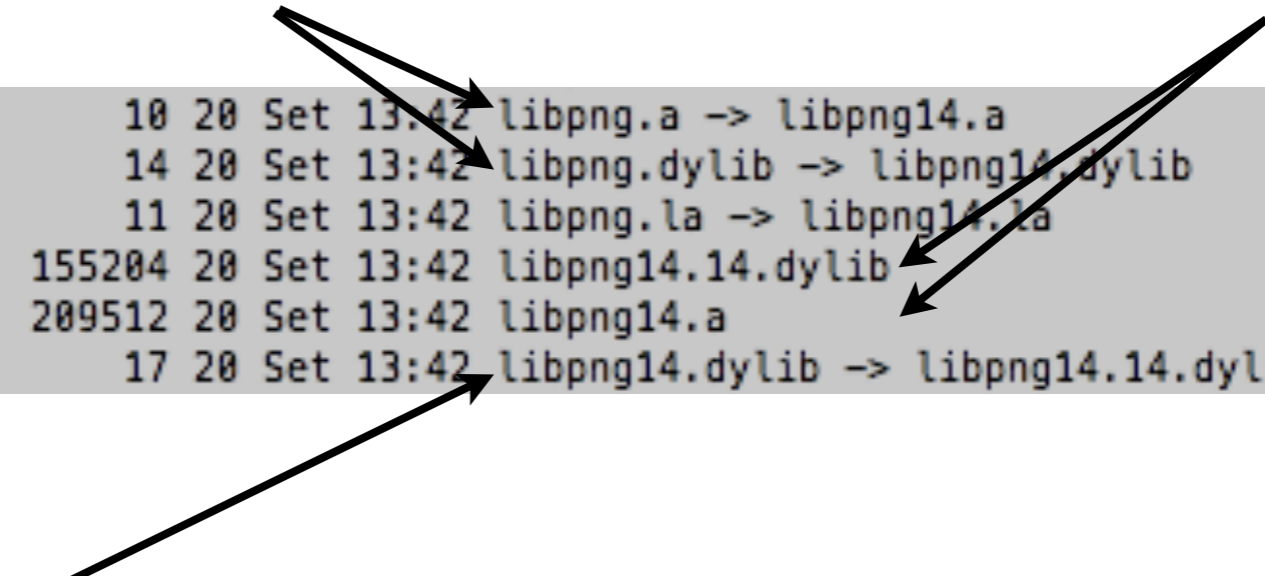 10 20 Set 13:42 libpng.a -> libpng14.a
14 20 Set 13:42 libpng.dylib -> libpng14.dylib
11 20 Set 13:42 libpng.la -> libpng14.la
155204 20 Set 13:42 libpng14.14.dylib
209512 20 Set 13:42 libpng14.a
17 20 Set 13:42 libpng14.dylib -> libpng14.14.dyl